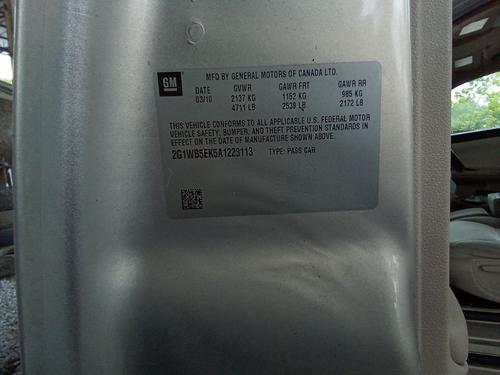 GM
MFD BY GENERAL MOTORS OF CANADA LTD.
DATE GVWR GAWR FRT GAWR RR
03/10 2137 KG 1152 KG 985 KG
4711 LB 2539 LB 2172 LB
THIS VEHICLE CONFORMS TO ALL APPLICABLE U.S. FEDERAL MOTOR
VEHICLE SAFETY, BUMPER, AND THEFT PREVENTION STANDARDS IN
EFFECT ON THE DATE OF MANUFACTURE SHOWN ABOVE.
2G1WB5EK5A1223113 TYPE: PASS CAR